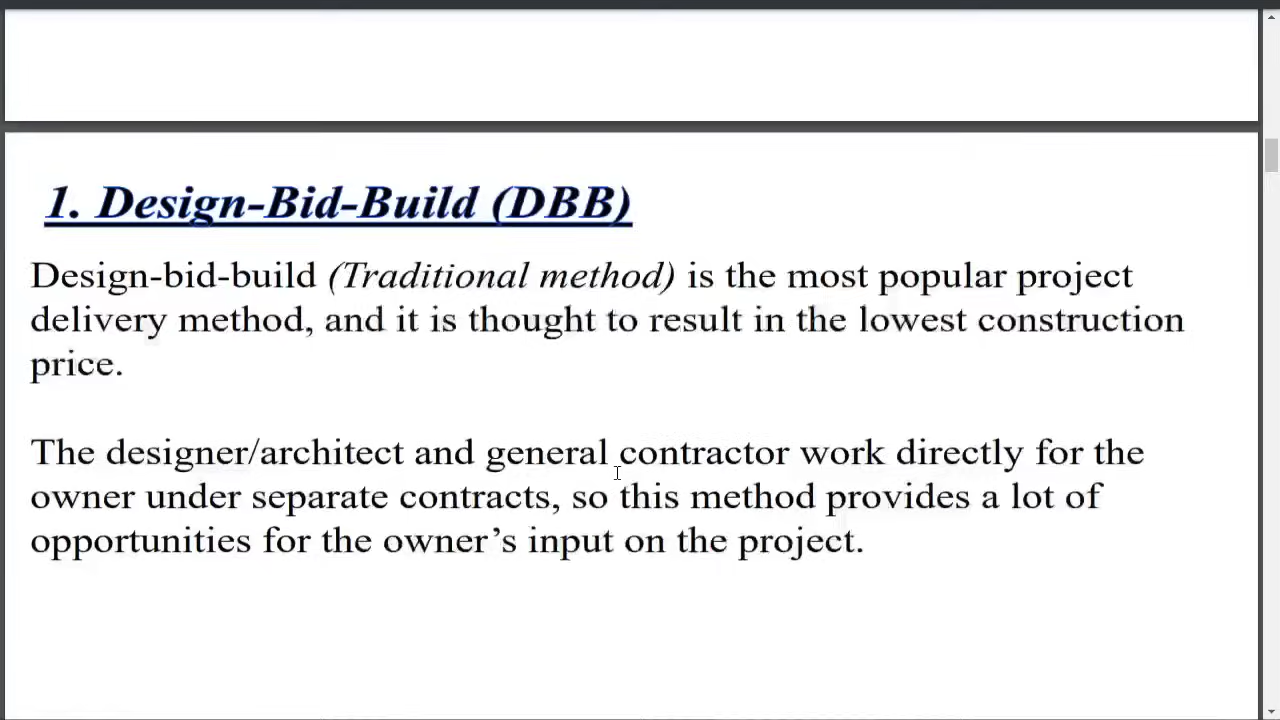 1. Design-Bid-Build (DBB)
Design-bid-build (Traditional method) is the most popular project
delivery method, and it is thought to result in the lowest construction
price.
The designer/architect and general contractor work directly for the
owner under separate contracts, so this method provides a lot of
opportunities for the owner’s input on the project.